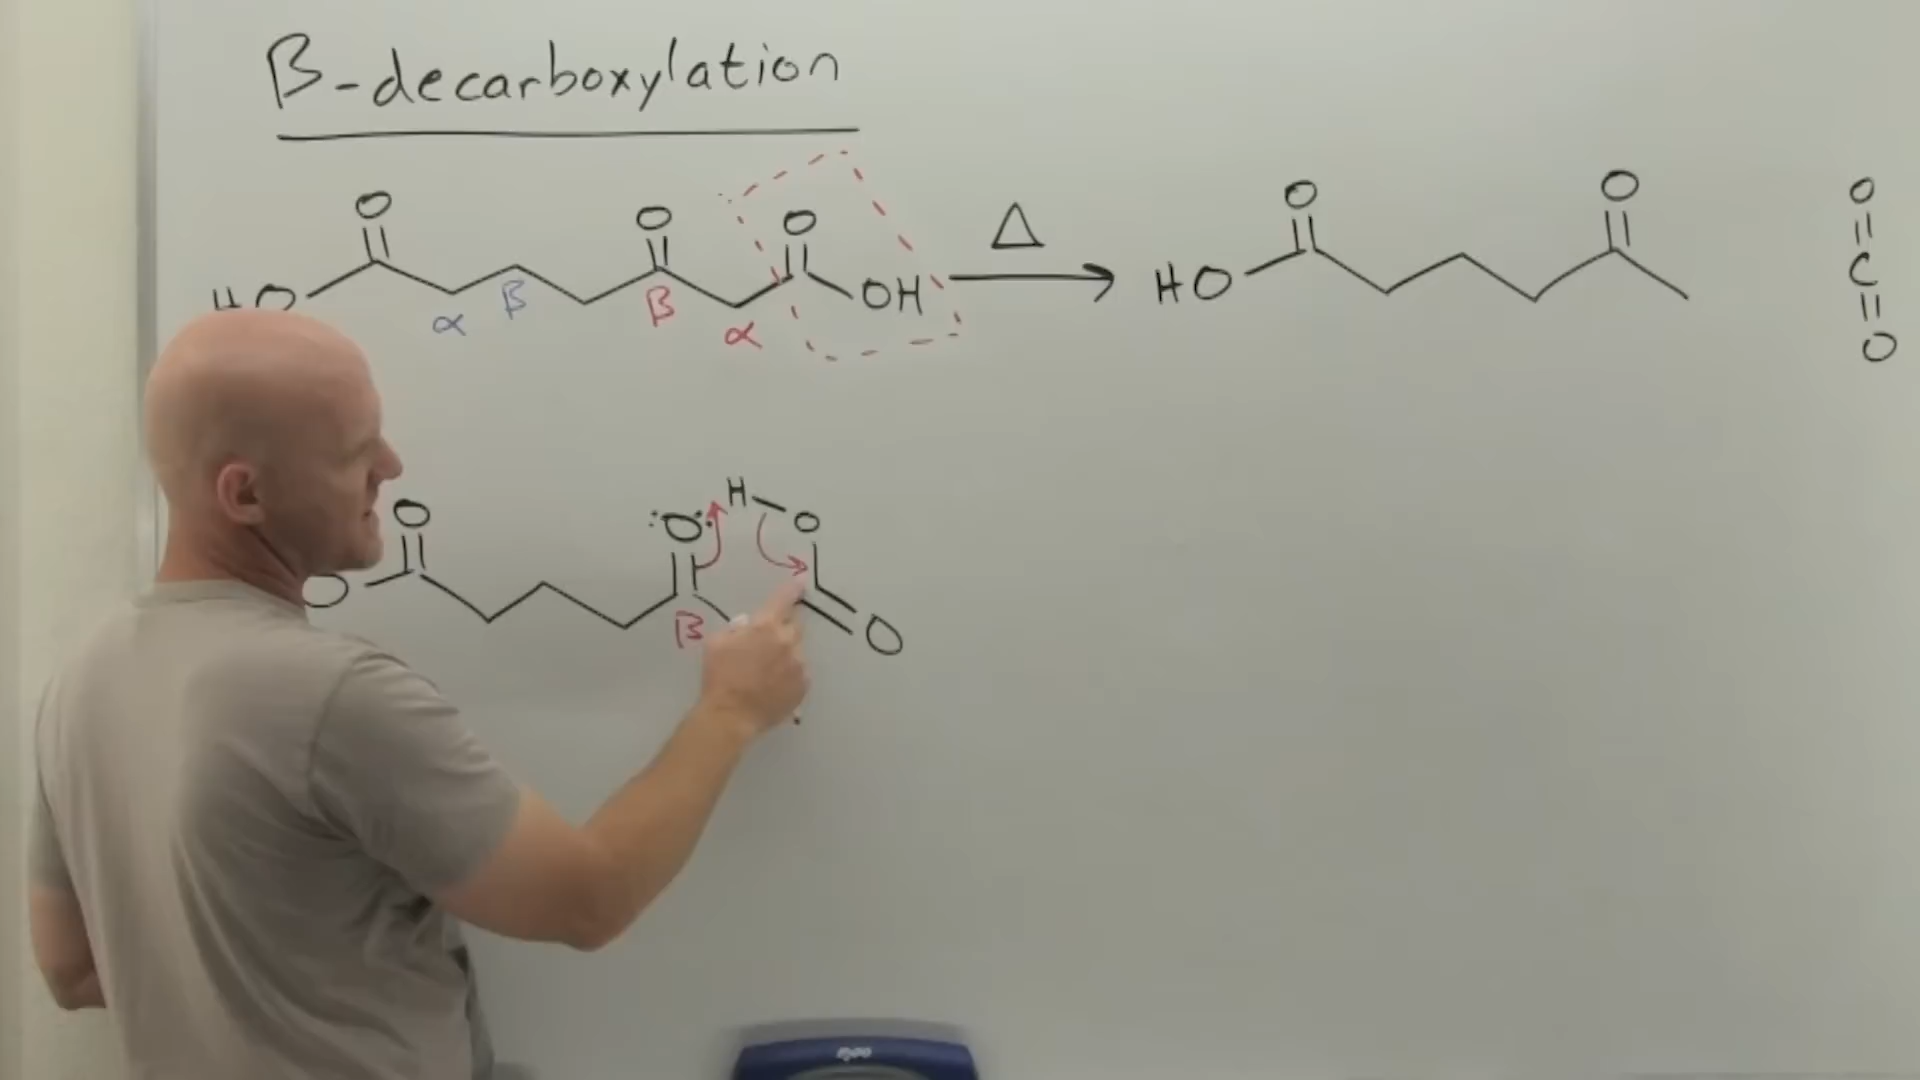 β-decarboxylation
O O O Δ O O O
HO α β β α OH HO C
O
O :O: H O
O β O